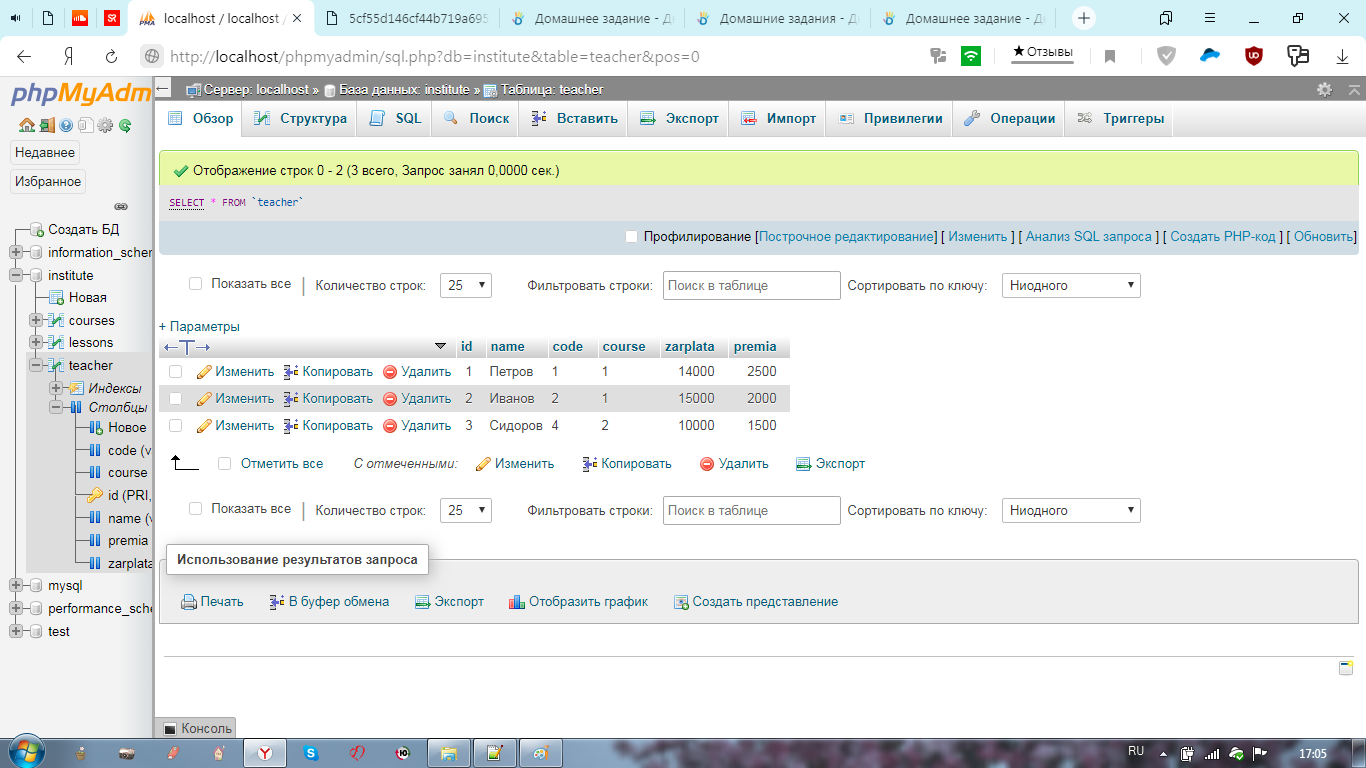 localhost / localhost / i
5cf55d146cf44b719a695
Домашнее задание - Д
Домашние задания - Д
Домашнее задание - Д
http://localhost/phpmyadmin/sql.php?db=institute&table=teacher&pos=0
★Отзывы
phpMyAdm
Недавнее
Избранное
Создать БД
information_schem
institute
Новая
courses
lessons
teacher
Индексы
Столбцы
Новое
code (v
course
id (PRI,
name (v
premia
zarplata
mysql
performance_sche
test
Сервер: localhost » База данных: institute » Таблица: teacher
Обзор Структура SQL Поиск Вставить Экспорт Импорт Привилегии Операции Триггеры
Отображение строк 0 - 2 (3 всего, Запрос занял 0,0000 сек.)
SELECT * FROM `teacher`
Профилирование [Построчное редактирование] [ Изменить ] [ Анализ SQL запроса ] [ Создать PHP-код ] [ Обновить]
Показать все | Количество строк: 25 Фильтровать строки: Поиск в таблице Сортировать по ключу: Ниодного
+ Параметры
←T→ id name code course zarplata premia
Изменить Копировать Удалить 1 Петров 1 1 14000 2500
Изменить Копировать Удалить 2 Иванов 2 1 15000 2000
Изменить Копировать Удалить 3 Сидоров 4 2 10000 1500
Отметить все С отмеченными: Изменить Копировать Удалить Экспорт
Показать все | Количество строк: 25 Фильтровать строки: Поиск в таблице Сортировать по ключу: Ниодного
Использование результатов запроса
Печать В буфер обмена Экспорт Отобразить график Создать представление
Консоль
RU 17:05